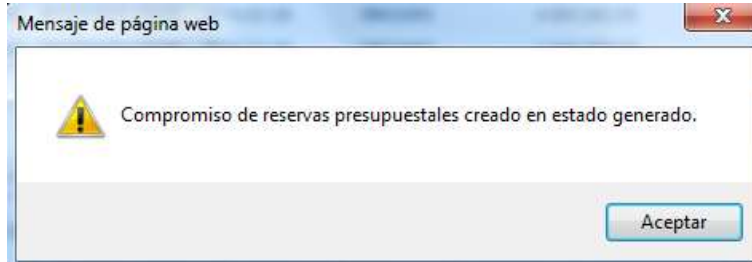 Mensaje de página web
Compromiso de reservas presupuestales creado en estado generado.
Aceptar